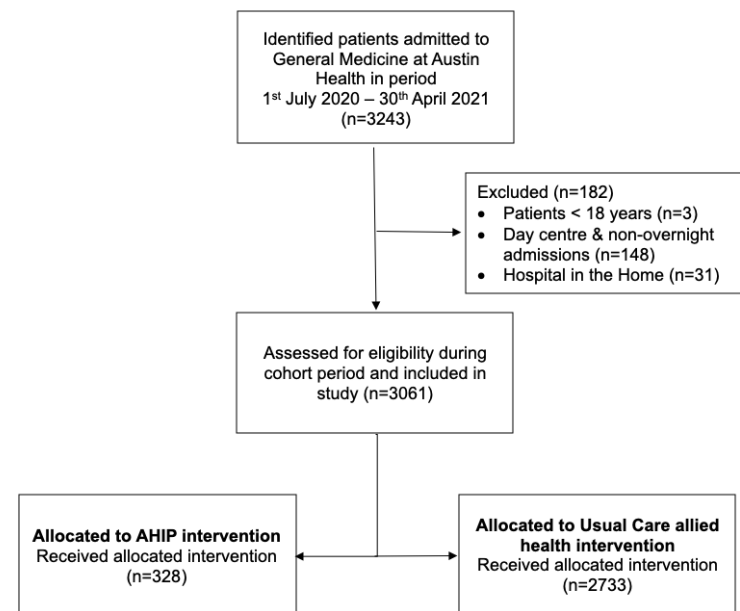 Identified patients admitted to
General Medicine at Austin
Health in period
1st July 2020 – 30th April 2021
(n=3243)
Excluded (n=182)
• Patients < 18 years (n=3)
• Day centre & non-overnight
admissions (n=148)
• Hospital in the Home (n=31)
Assessed for eligibility during
cohort period and included in
study (n=3061)
Allocated to AHIP intervention
Received allocated intervention
(n=328)
Allocated to Usual Care allied
health intervention
Received allocated intervention
(n=2733)